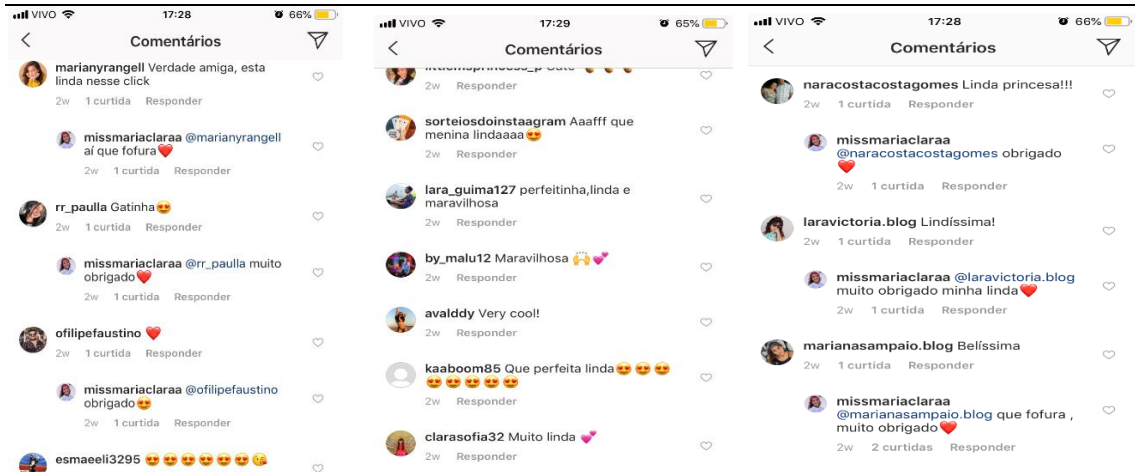 VIVO 17:28 66%
Comentários
marianyrangell Verdade amiga, esta
linda nesse click
2w 1 curtida Responder
missmariaclaraa @marianyrangell
aí que fofura❤️
2w 1 curtida Responder
rr_paulla Gatinha😍
2w 1 curtida Responder
missmariaclaraa @rr_paulla muito
obrigado❤️
2w 1 curtida Responder
ofilipefaustino ❤️
2w 1 curtida Responder
missmariaclaraa @ofilipefaustino
obrigado😍
2w 1 curtida Responder
esmaeeli3295 😍😍😍😍😍😍😘
VIVO 17:29 65%
Comentários
2w Responder
sorteiosdoinstaagram Aaafff que
menina lindaaaa😍
2w Responder
lara_guima127 perfeitinha,linda e
maravilhosa
2w Responder
by_malu12 Maravilhosa 🙌💕
2w Responder
avalddy Very cool!
2w Responder
kaaboom85 Que perfeita linda😍😍😍
😍😍😍😍😍
2w Responder
clarasofia32 Muito linda 💕
2w Responder
VIVO 17:28 66%
Comentários
naracostacostagomes Linda princesa!!!
2w 1 curtida Responder
missmariaclaraa
@naracostacostagomes obrigado
❤️
2w 1 curtida Responder
laravictoria.blog Lindíssima!
2w 1 curtida Responder
missmariaclaraa @laravictoria.blog
muito obrigado minha linda❤️
2w 1 curtida Responder
marianasampaio.blog Belíssima
2w 1 curtida Responder
missmariaclaraa
@marianasampaio.blog que fofura ,
muito obrigado❤️
2w 2 curtidas Responder